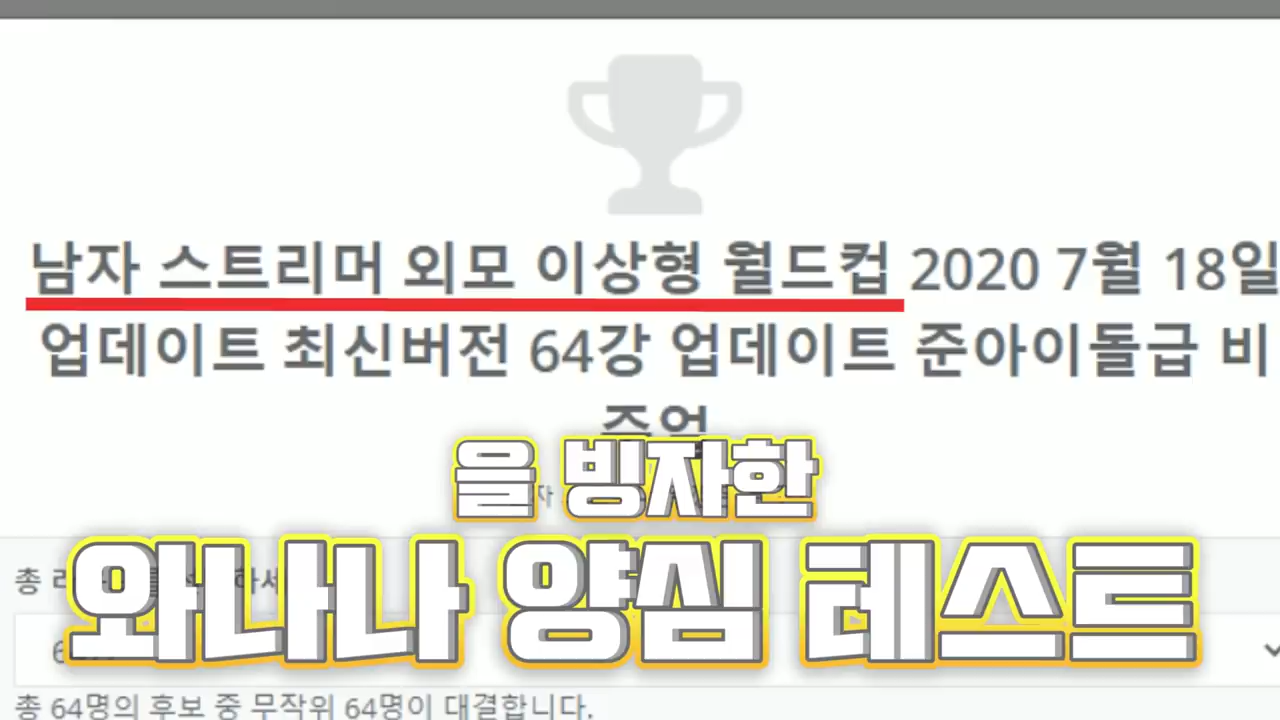 남자 스트리머 외모 이상형 월드컵 2020 7월 18일
업데이트 최신버전 64강 업데이트 준아이돌급 비
주얼
을 빙자한
와나나 양심 테스트
총 64명의 후보 중 무작위 64명이 대결합니다.